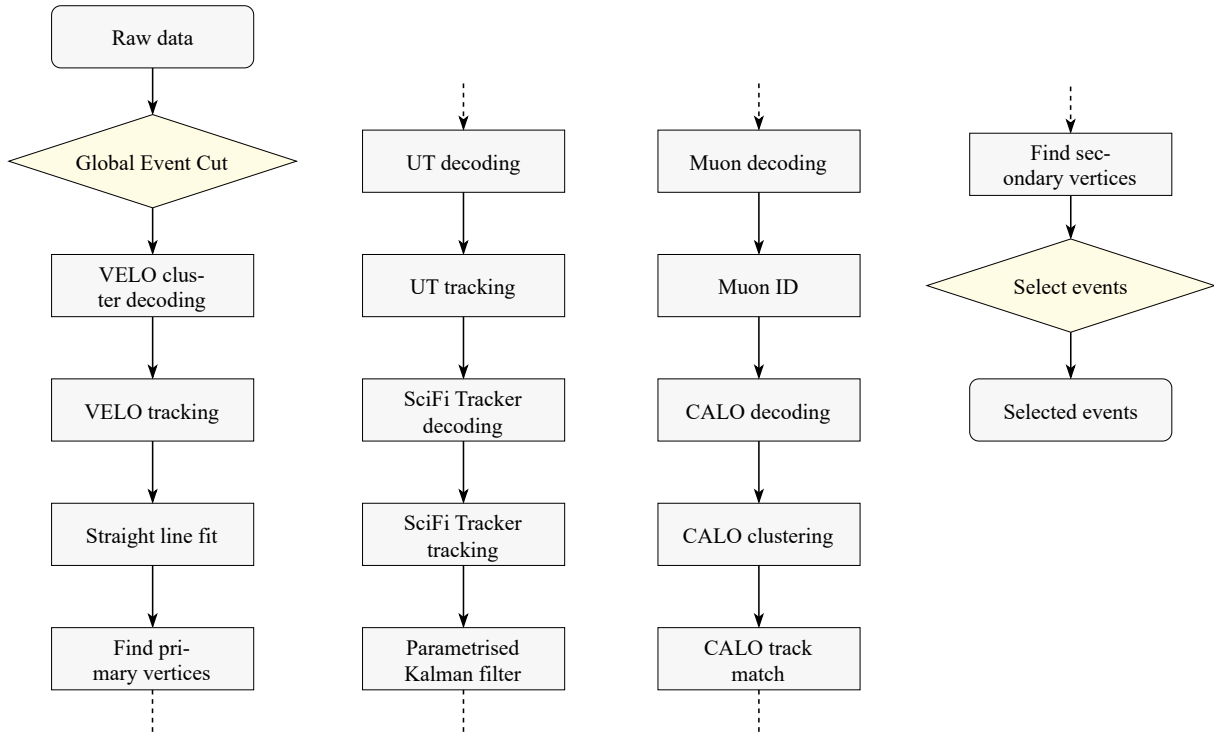 Raw data
Global Event Cut
VELO clus-
ter decoding
VELO tracking
Straight line fit
Find pri-
mary vertices
UT decoding
UT tracking
SciFi Tracker
decoding
SciFi Tracker
tracking
Parametrised
Kalman filter
Muon decoding
Muon ID
CALO decoding
CALO clustering
CALO track
match
Find sec-
ondary vertices
Select events
Selected events